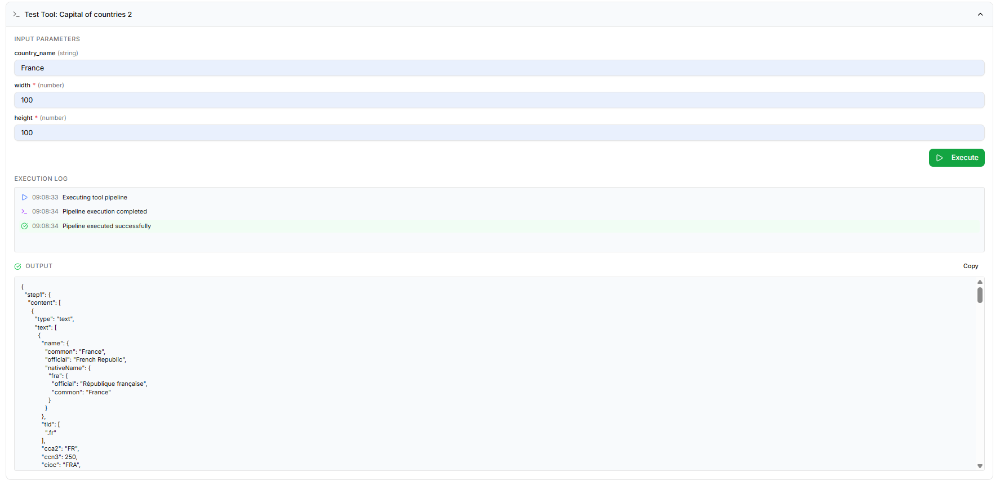 Test Tool: Capital of countries 2
INPUT PARAMETERS
country_name (string)
France
width * (number)
100
height * (number)
100
Execute
EXECUTION LOG
09:08:33 Executing tool pipeline
09:08:34 Pipeline execution completed
09:08:34 Pipeline executed successfully
OUTPUT
Copy
{
"step1": {
"content": [
{
"type": "text",
"text": [
{
"name": {
"common": "France",
"official": "French Republic",
"nativeName": {
"fra": {
"official": "République française",
"common": "France"
}
}
},
"tld": [
".fr"
],
"cca2": "FR",
"ccn3": 250,
"cioc": "FRA",